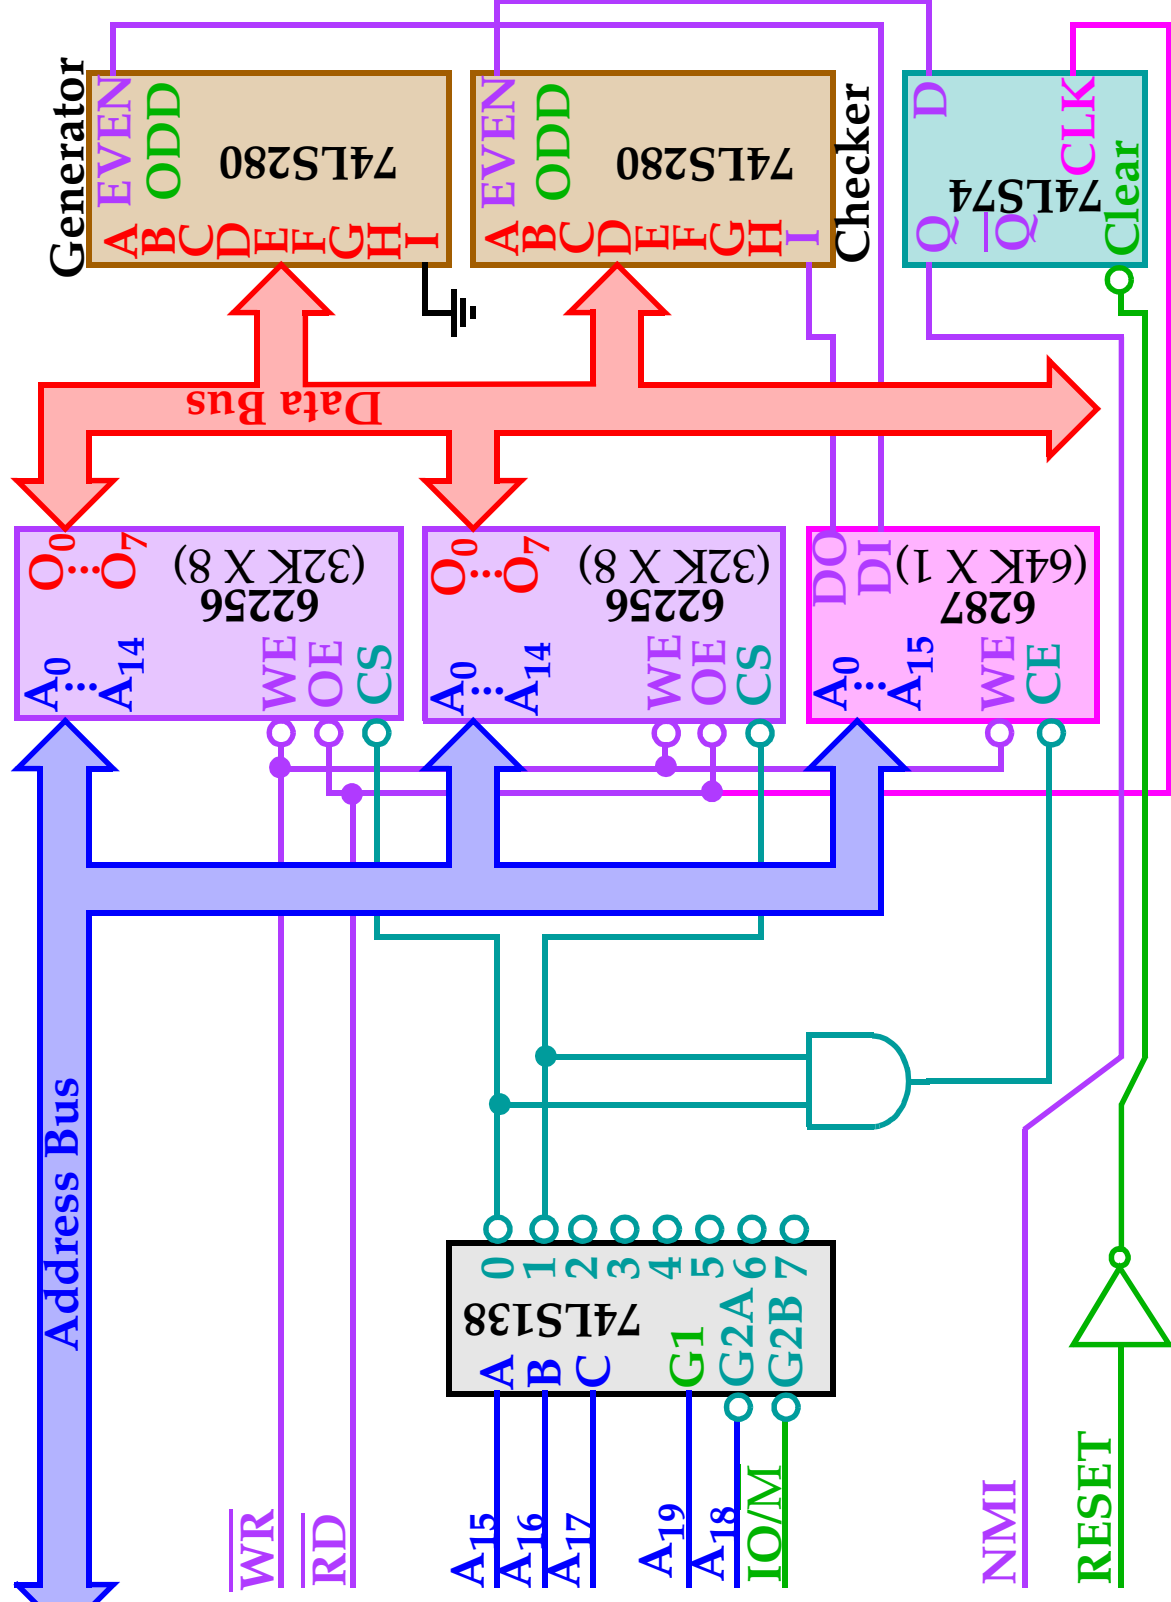 Generator
EVEN
ODD
74LS280
A
B
C
D
E
F
G
H
I
EVEN
ODD
74LS280
A
B
C
D
E
F
G
H
I
Checker
D
CLK
74LS74
Q
Q̅
Clear
Data Bus
O0
O7
(32K X 8)
62256
A0
A14
WE
OE
CS
O0
O7
(32K X 8)
62256
A0
A14
WE
OE
CS
DO
DI
(64K X 1)
6287
A0
A15
WE
CE
Address Bus
0
1
2
3
4
5
6
7
74LS138
A
B
C
G1
G2A
G2B
W̅R̅
R̅D̅
A15
A16
A17
A19
A18
IO/M̅
NMI
RESET